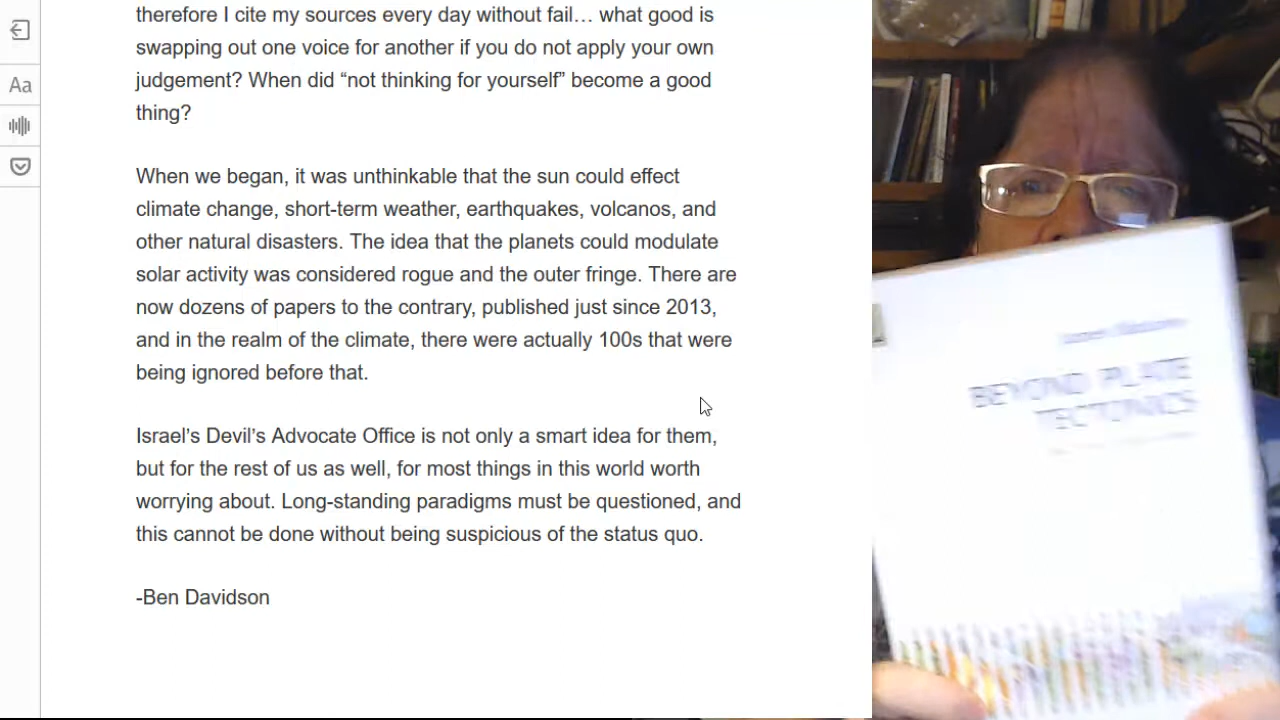 therefore I cite my sources every day without fail… what good is
swapping out one voice for another if you do not apply your own
judgement? When did “not thinking for yourself” become a good
thing?
When we began, it was unthinkable that the sun could effect
climate change, short-term weather, earthquakes, volcanos, and
other natural disasters. The idea that the planets could modulate
solar activity was considered rogue and the outer fringe. There are
now dozens of papers to the contrary, published just since 2013,
and in the realm of the climate, there were actually 100s that were
being ignored before that.
Israel’s Devil’s Advocate Office is not only a smart idea for them,
but for the rest of us as well, for most things in this world worth
worrying about. Long-standing paradigms must be questioned, and
this cannot be done without being suspicious of the status quo.
-Ben Davidson
Aa
BEYOND PLATE
TECTONICS